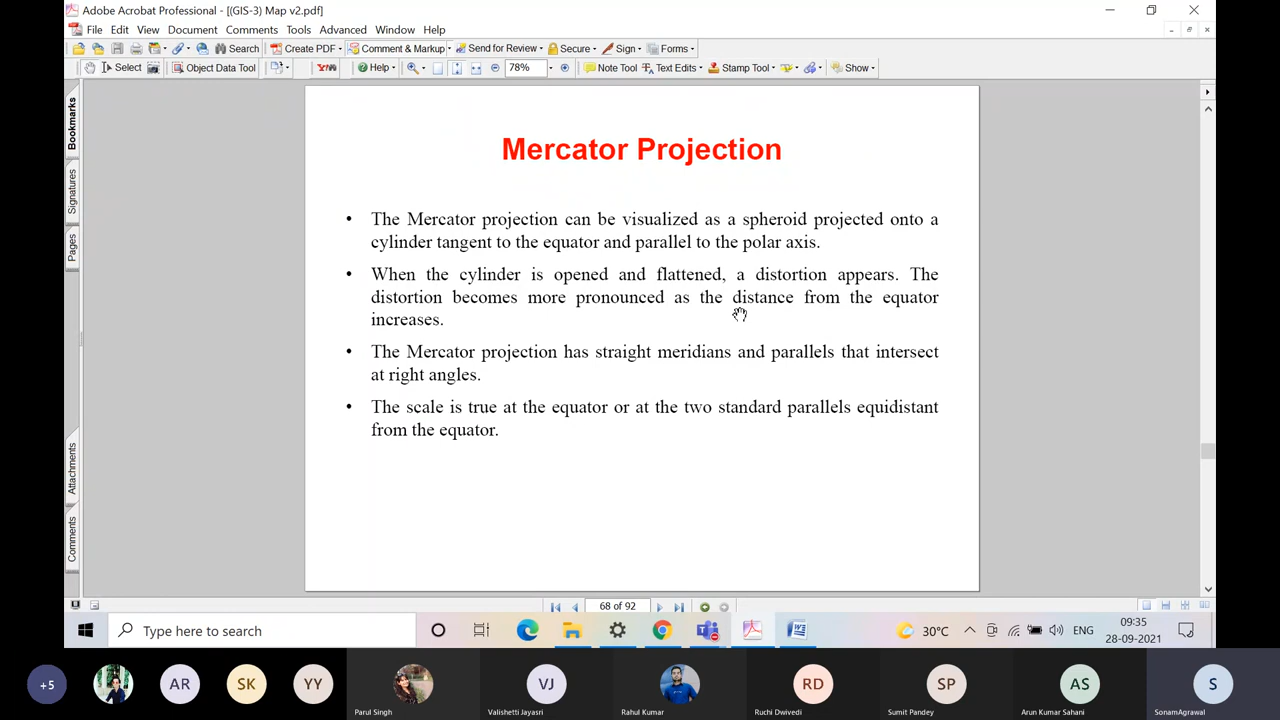 Adobe Acrobat Professional - [(GIS-3) Map v2.pdf]
File Edit View Document Comments Tools Advanced Window Help
Search Create PDF Comment & Markup Send for Review Secure Sign Forms
Select Object Data Tool Y!! Help 78% Note Tool Text Edits Stamp Tool Show
Bookmarks
Signatures
Pages
Attachments
Comments
Mercator Projection
• The Mercator projection can be visualized as a spheroid projected onto a
cylinder tangent to the equator and parallel to the polar axis.
• When the cylinder is opened and flattened, a distortion appears. The
distortion becomes more pronounced as the distance from the equator
increases.
• The Mercator projection has straight meridians and parallels that intersect
at right angles.
• The scale is true at the equator or at the two standard parallels equidistant
from the equator.
68 of 92
Type here to search
30°C
ENG
09:35
28-09-2021
+5
AR
SK
YY
Parul Singh
VJ
Valishetti Jayasri
Rahul Kumar
RD
Ruchi Dwivedi
SP
Sumit Pandey
AS
Arun Kumar Sahani
S
SonamAgrawal